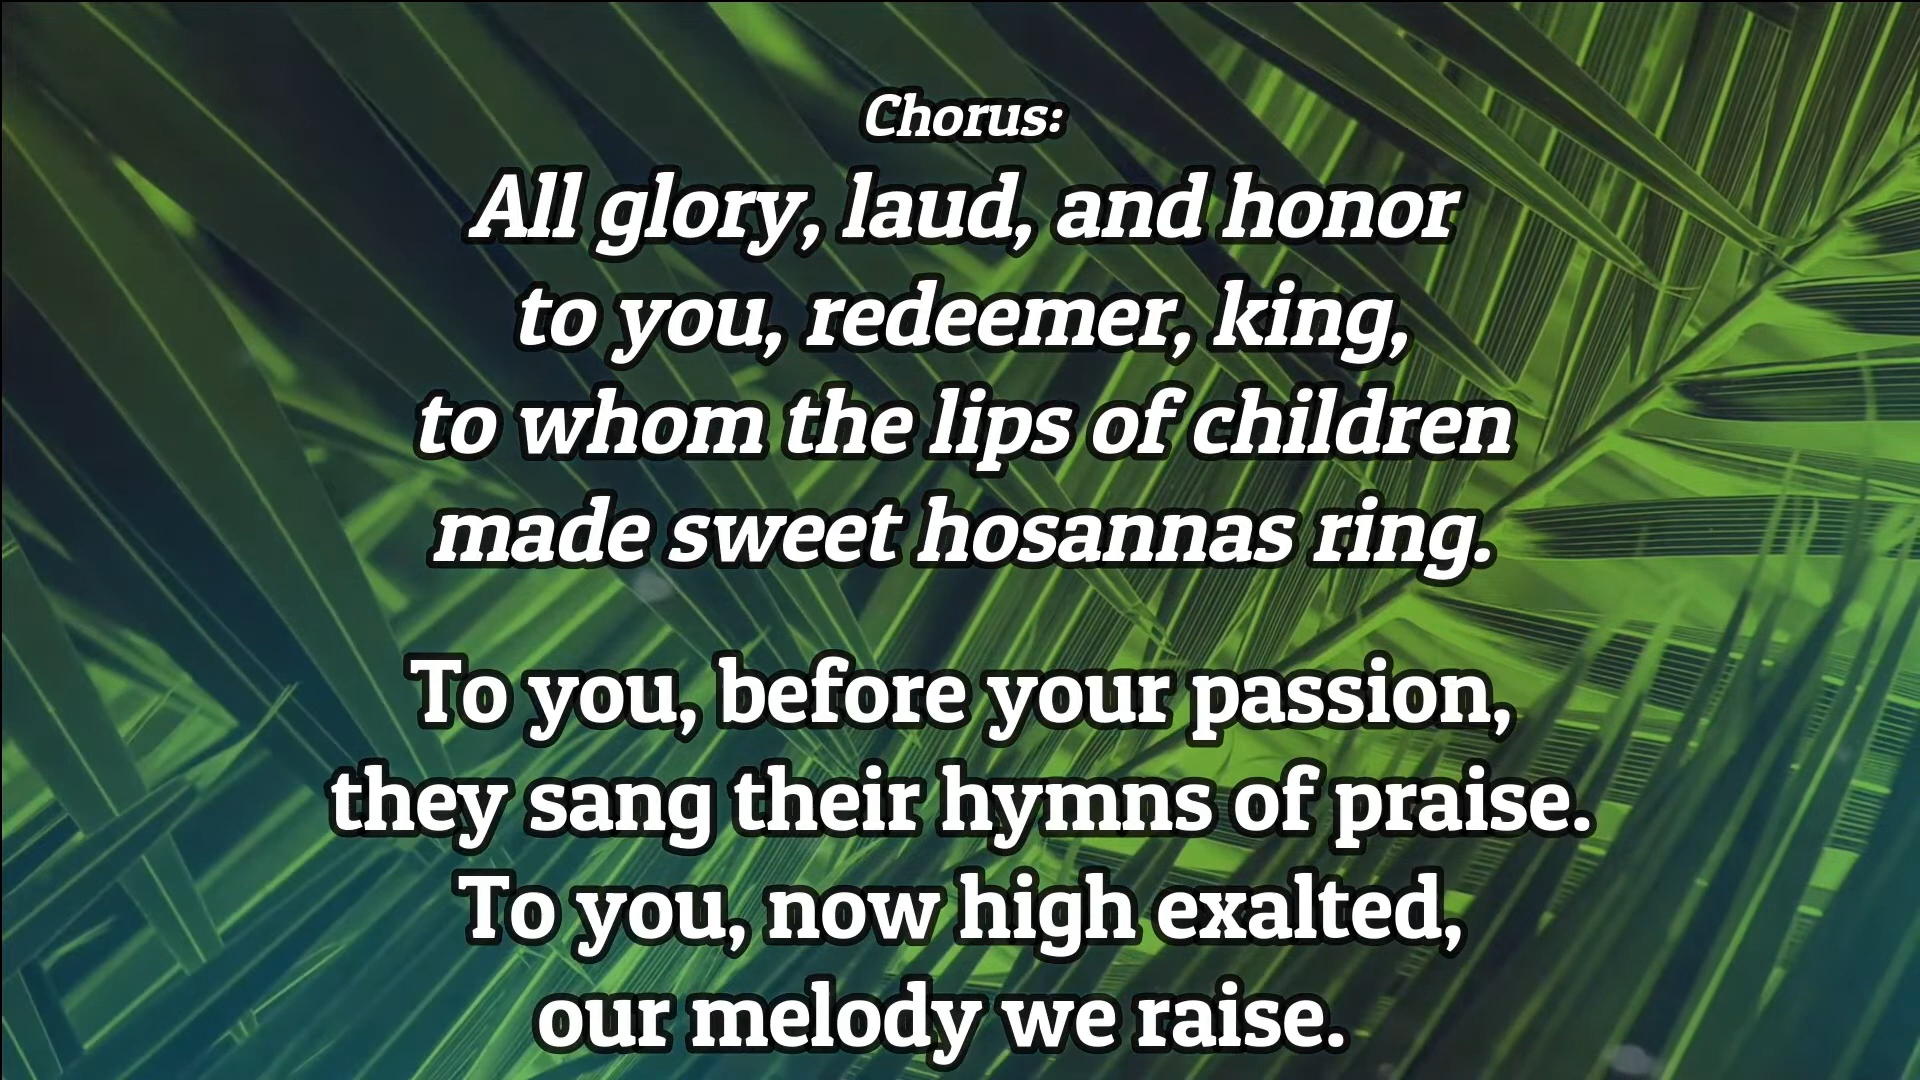 Chorus:
All glory, laud, and honor
to you, redeemer, king,
to whom the lips of children
made sweet hosannas ring.
To you, before your passion,
they sang their hymns of praise.
To you, now high exalted,
our melody we raise.